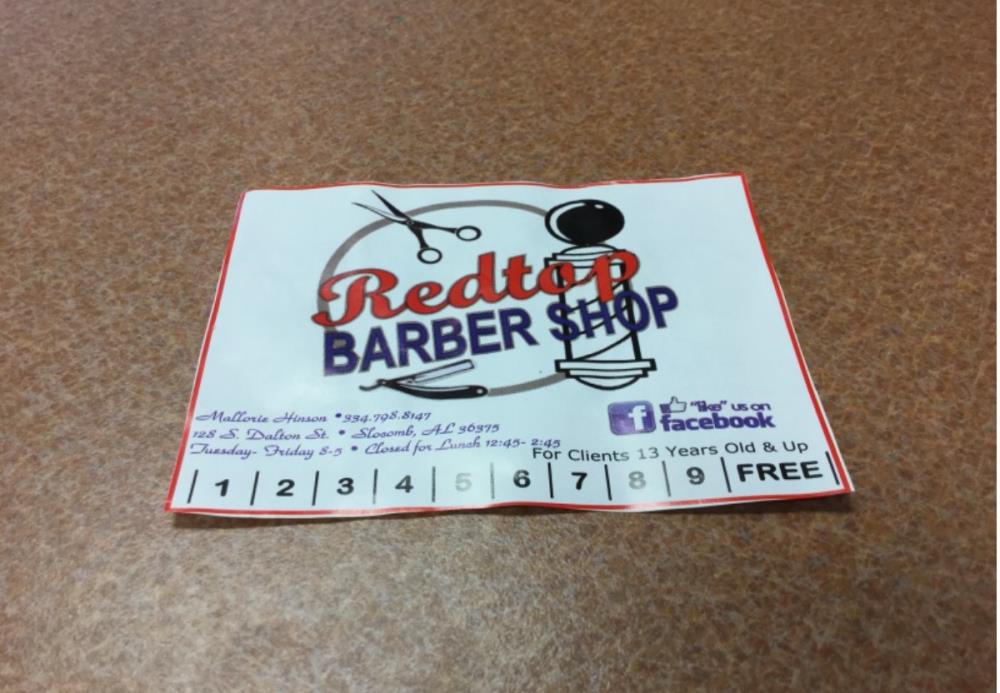 Redtop
BARBER SHOP
Mallorie Hinson • 334.798.8147
128 S. Dalton St. • Slocomb, AL 36375
Tuesday- Friday 8-5 • Closed for Lunch 12:45- 2:45
f "like" us on
facebook
For Clients 13 Years Old & Up
1 | 2 | 3 | 4 | 5 | 6 | 7 | 8 | 9 | FREE